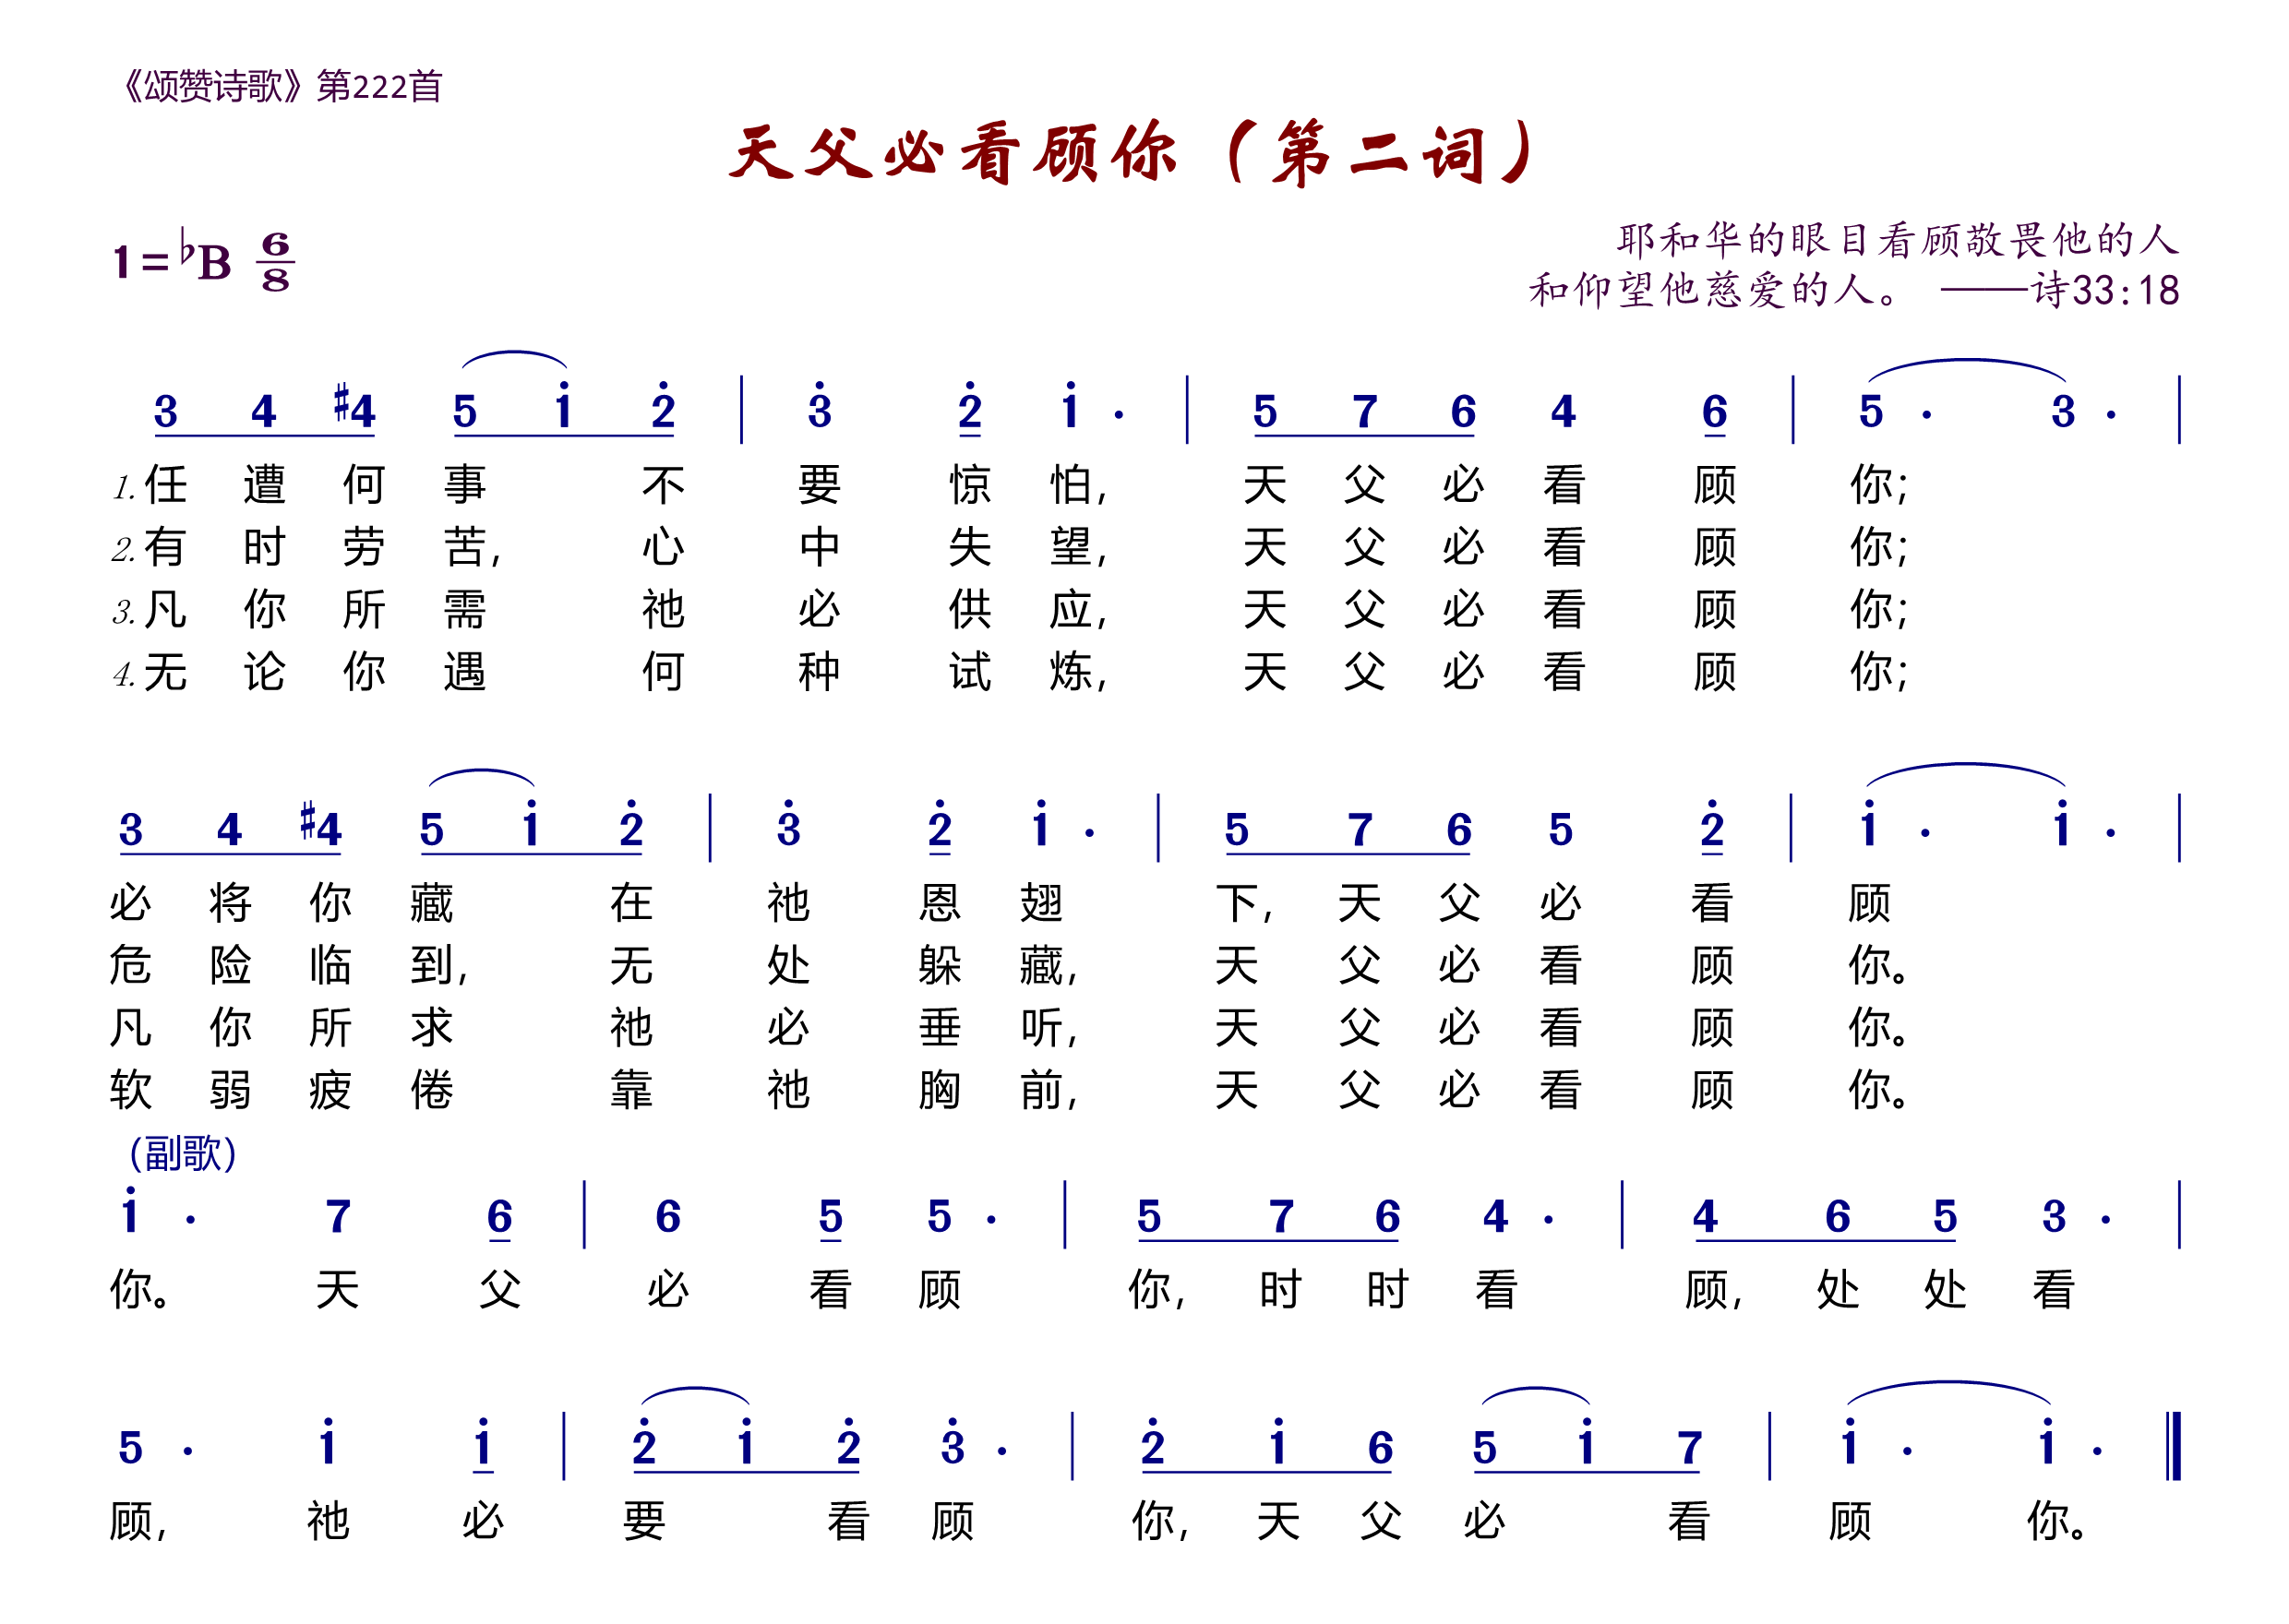 《颂赞诗歌》第222首
天父必看顾你（第二词）
1=♭B 6/8
耶和华的眼目看顾敬畏他的人
和仰望他慈爱的人。 ——诗33:18
3 4 #4 5 i 2̇ | 3̇ 2̇ i · | 5 7 6 4 6 | 5 · 3 · |
1.任遭何事不要惊怕,天父必看顾你;
2.有时劳苦,心中失望,天父必看顾你;
3.凡你所需祂必供应,天父必看顾你;
4.无论你遇何种试炼,天父必看顾你;
3 4 #4 5 i 2̇ | 3̇ 2̇ i · | 5 7 6 5 2̇ | i · i · |
必将你藏在祂恩翅下,天父必看顾
危险临到,无处躲藏,天父必看顾你。
凡你所求祂必垂听,天父必看顾你。
软弱疲倦靠祂胸前,天父必看顾你。
(副歌)
i · 7 6 | 6 5 5 · | 5 7 6 4 · | 4 6 5 3 · |
你。天父必看顾你,时时看顾,处处看
5 · i i | 2̇ i 2̇ 3̇ · | 2̇ i 6 5 i 7 | i · i · ‖
顾,祂必要看顾你,天父必看顾你。